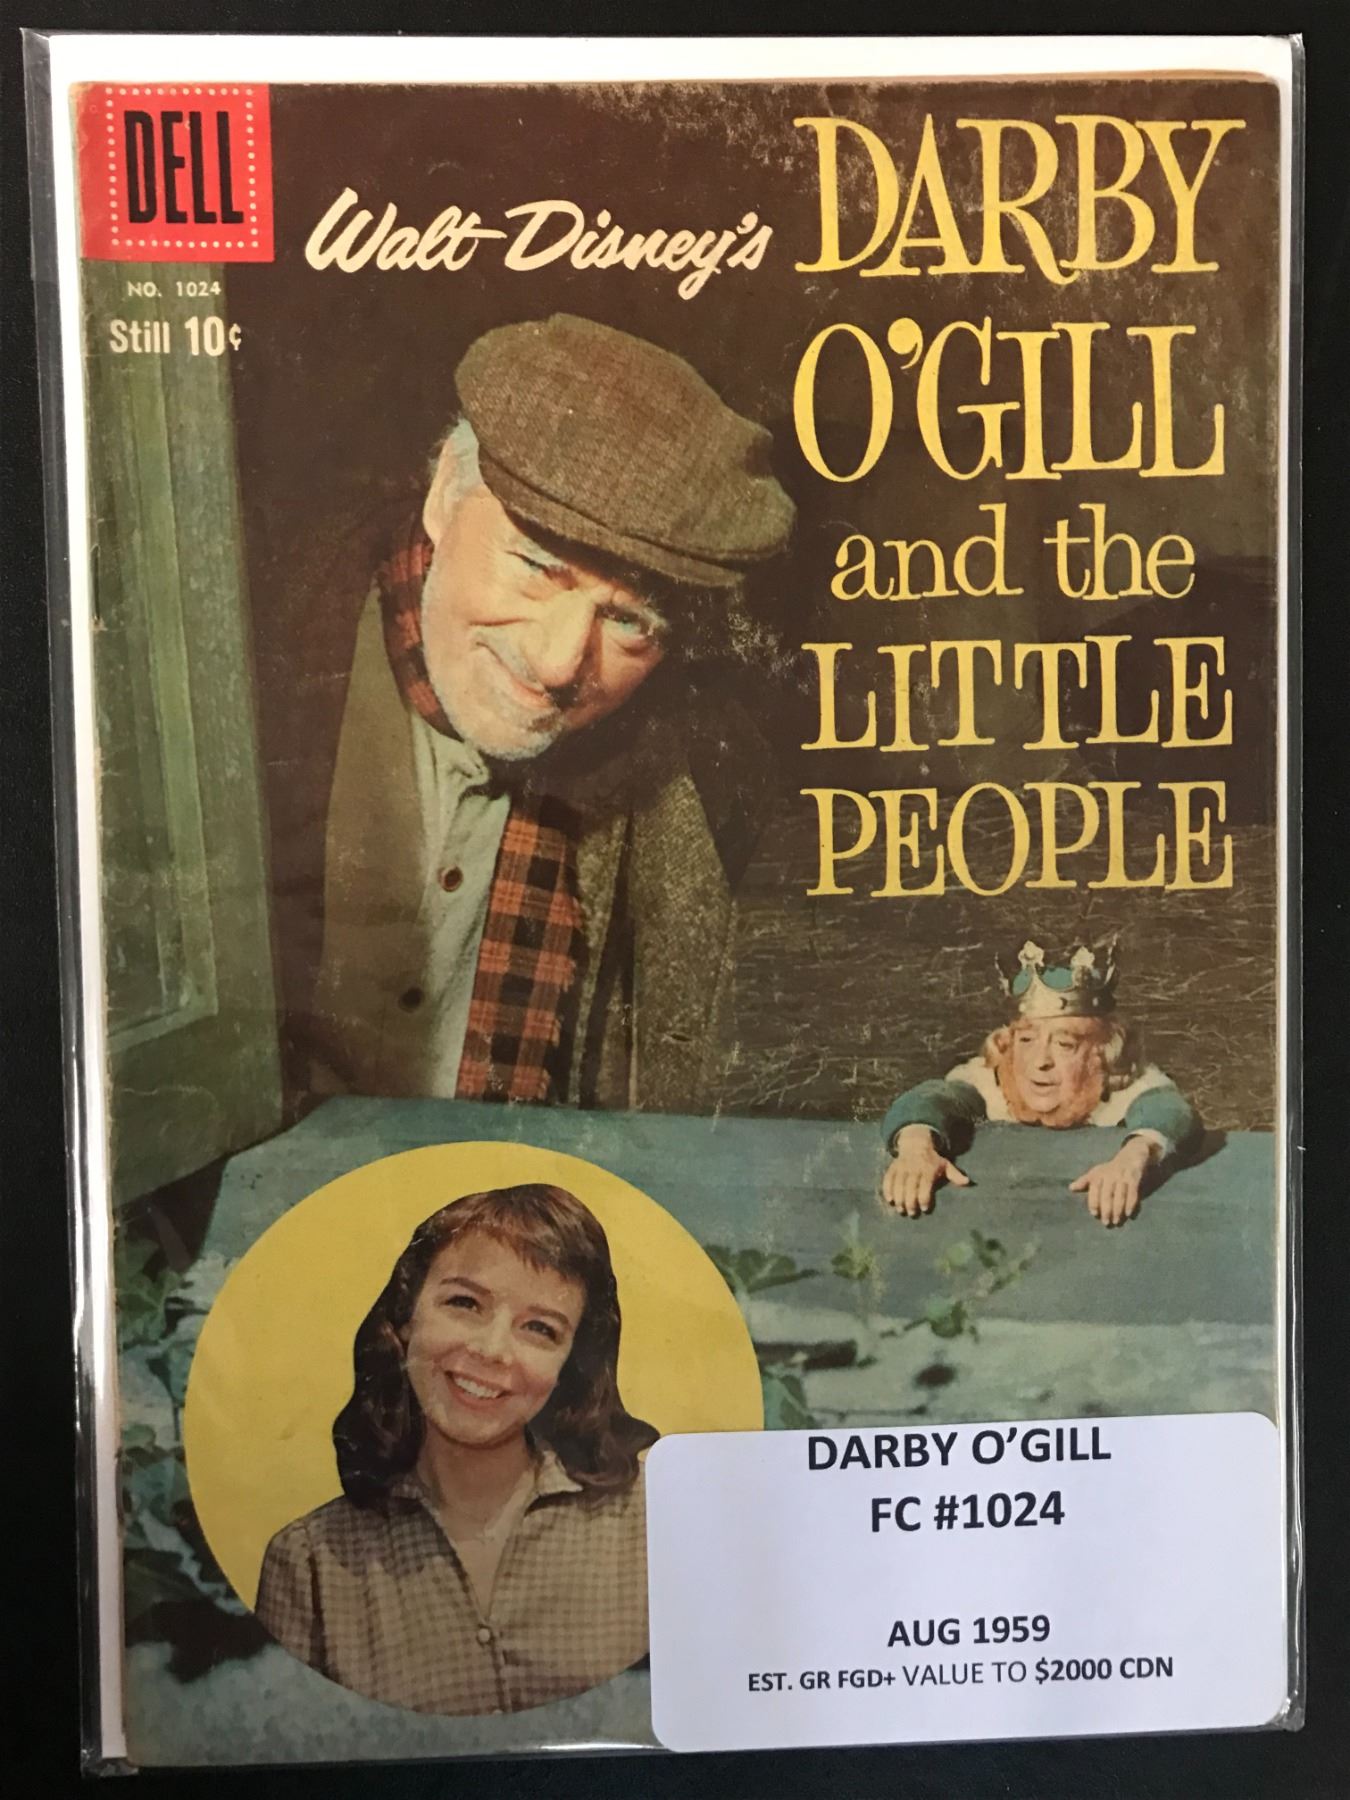 DELL
NO. 1024
Still 10¢
Walt Disney's
DARBY
O'GILL
and the
LITTLE
PEOPLE
DARBY O'GILL
FC #1024
AUG 1959
EST. GR FGD+ VALUE TO $2000 CDN